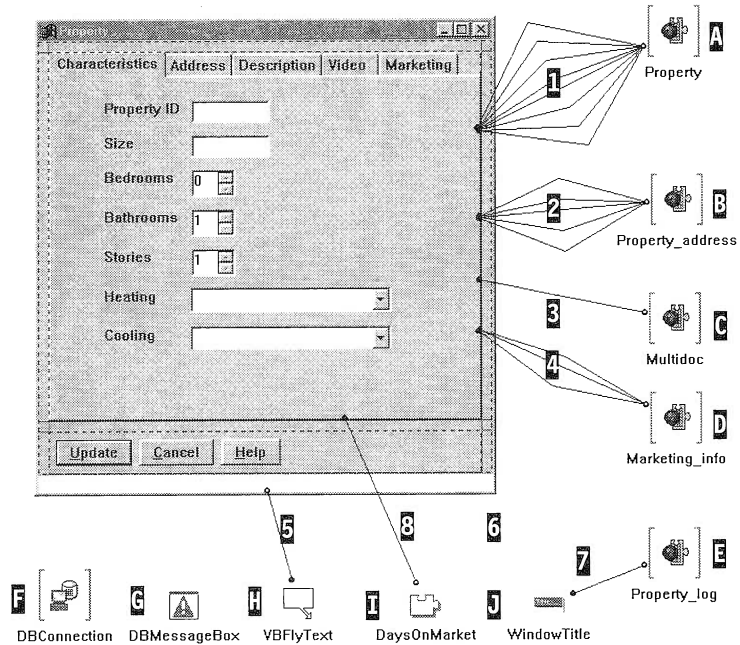 Property
Characteristics Address Description Video Marketing
Property ID
Size
Bedrooms 0
Bathrooms 1
Stories 1
Heating
Cooling
Update Cancel Help
1
2
3
4
5
8
6
7
A
Property
B
Property_address
C
Multidoc
D
Marketing_info
E
Property_log
F
DBConnection
G
DBMessageBox
H
VBFlyText
I
DaysOnMarket
J
WindowTitle